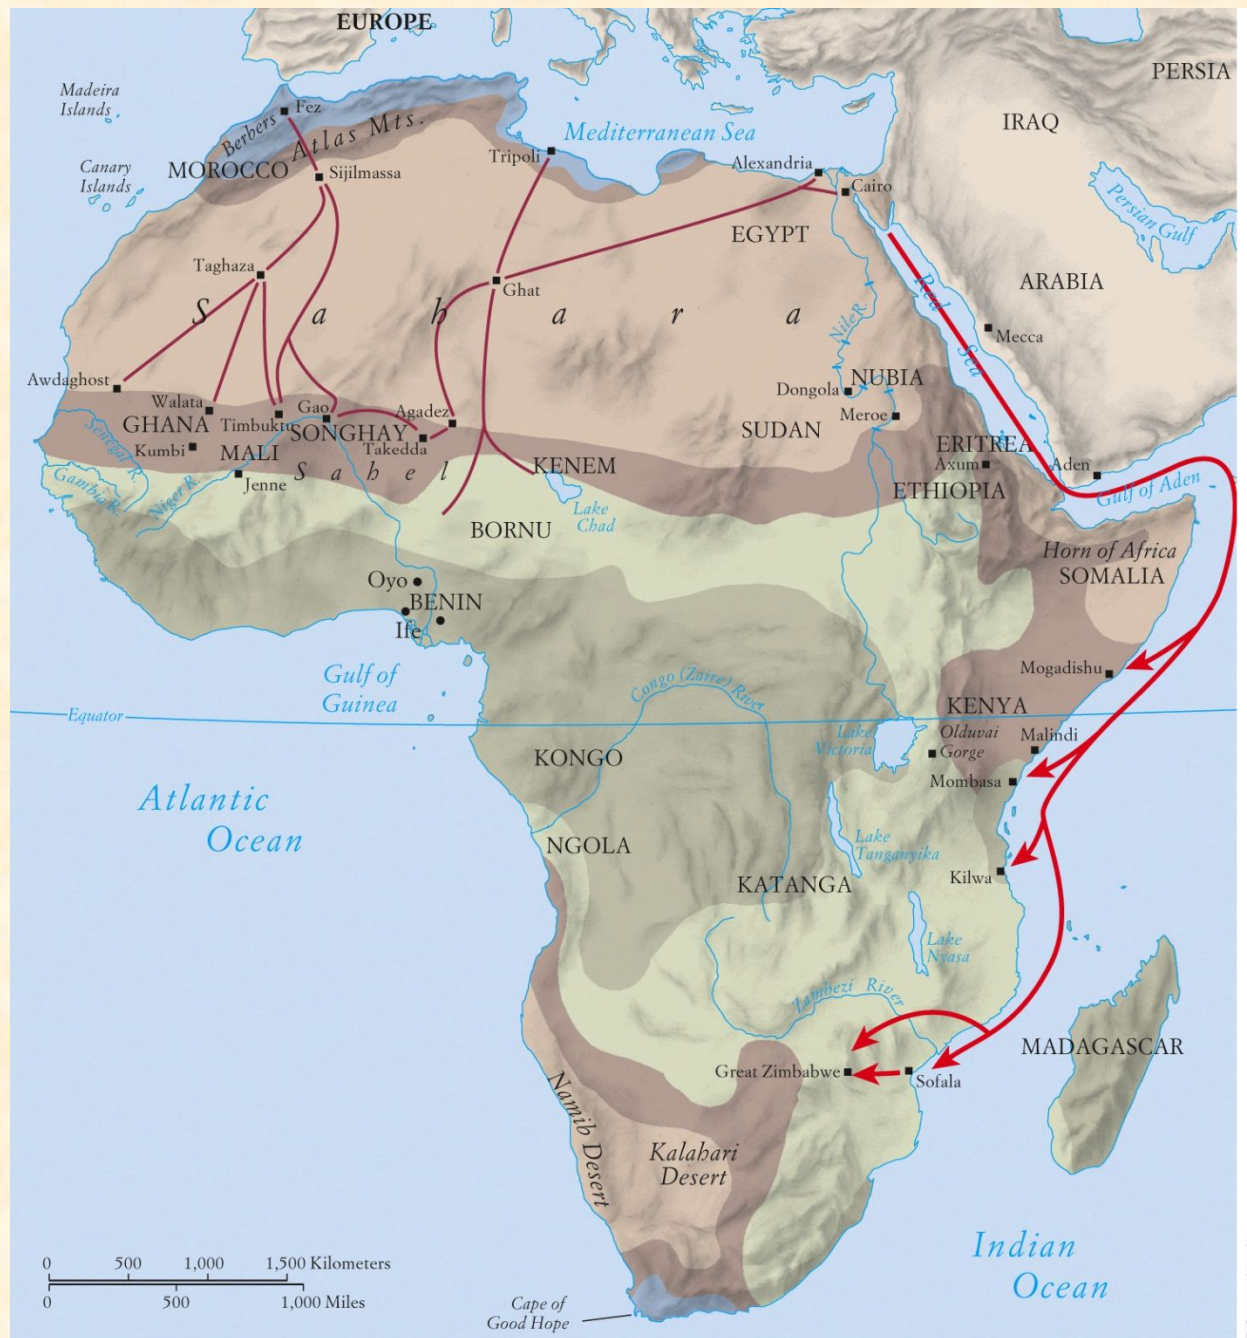 EUROPE
PERSIA
Madeira
Islands
Fez
IRAQ
Berbers
Atlas Mts.
Mediterranean Sea
Tripoli
Alexandria
Canary
Islands
MOROCCO
Sijilmassa
Cairo
Persian Gulf
EGYPT
Taghaza
Ghat
ARABIA
Red Sea
Sahara
Nile R.
Mecca
Awdaghost
Walata
Gao
Agadez
Dongola
NUBIA
GHANA
Timbuktu
SONGHAY
Meroe
Senegal R.
Kumbi
MALI
Takedda
SUDAN
ERITREA
Sahel
KENEM
Axum
Aden
Gambia R.
Niger R.
Jenne
ETHIOPIA
Gulf of Aden
Lake
Chad
BORNU
Horn of Africa
SOMALIA
Oyo
BENIN
Ife
Gulf of
Guinea
Mogadishu
Congo (Zaire) River
Equator
KENYA
Lake
Victoria
Olduvai
Gorge
Malindi
KONGO
Mombasa
Atlantic
Ocean
NGOLA
Lake
Tanganyika
KATANGA
Kilwa
Lake
Nyasa
Zambezi River
MADAGASCAR
Great Zimbabwe
Sofala
Namib Desert
Kalahari
Desert
Indian
Ocean
0 500 1,000 1,500 Kilometers
0 500 1,000 Miles
Cape of
Good Hope